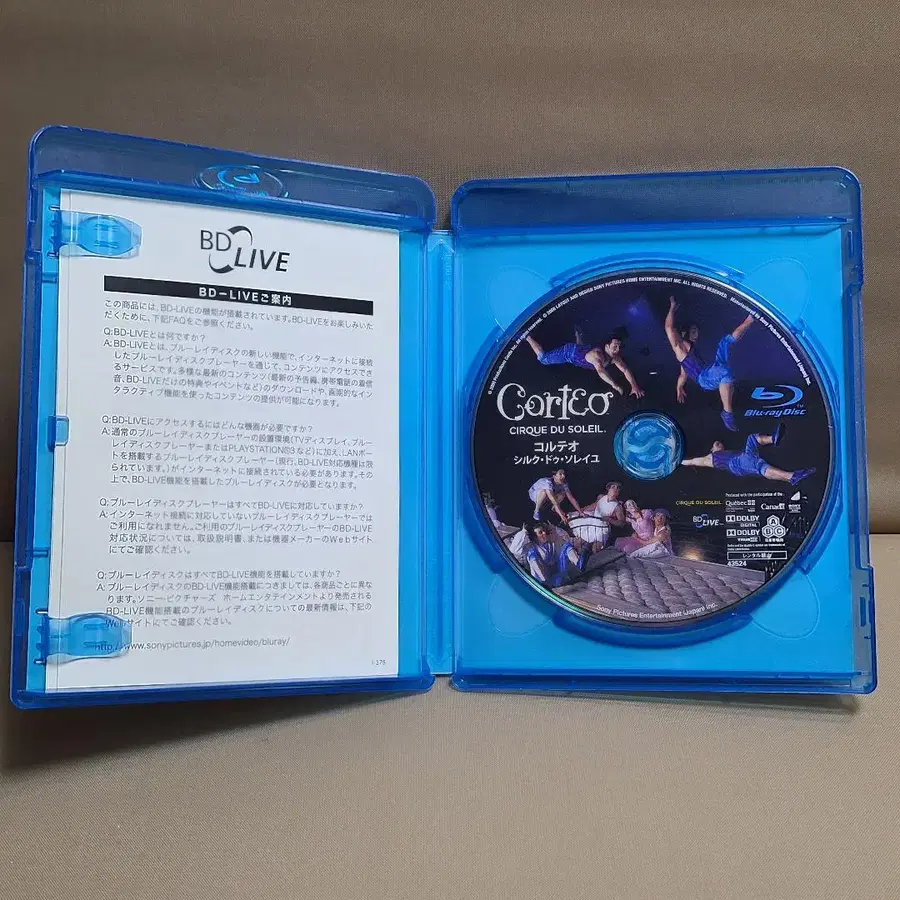 BD LIVE
BD-LIVEご案内
この商品には、BD-LIVEの機能が搭載されています。BD-LIVEをお楽しみいた
だくために、下記FAQをご参照ください。
Q:BD-LIVEとは何ですか?
A:BD-LIVEとは、ブルーレイディスクの新しい機能で、インターネットに接続
したブルーレイディスクプレーヤーを通じて、コンテンツにアクセスでき
るサービスです。多様な最新のコンテンツ(最新の予告編、携帯電話の着信
音、BD-LIVEだけの特典やイベントなど)のダウンロードや、画期的なイン
タラクティブ機能を使ったコンテンツの提供が可能になります。
Q:BD-LIVEにアクセスするにはどんな機器が必要ですか?
A:通常のブルーレイディスクプレーヤーの設置環境(TVディスプレイ、ブルー
レイディスクプレーヤーまたはPLAYSTATION®3など)に加え、LANポー
トを搭載するブルーレイディスクプレーヤー(現行、BD-LIVE対応機種は限
られています。)がインターネットに接続されている必要があります。その
上で、BD-LIVE機能を搭載したブルーレイディスクが必要となります。
Q:ブルーレイディスクプレーヤーはすべてBD-LIVEに対応していますか?
A:インターネット接続に対応していないブルーレイディスクプレーヤーでは
ご利用になれません。ご利用のブルーレイディスクプレーヤーのBD-LIVE
対応状況については、取扱説明書、または機器メーカーのWebサイト
にてご確認ください。
Q:ブルーレイディスクはすべてBD-LIVE機能を搭載していますか?
A:ブルーレイディスクのBD-LIVE機能搭載につきましては、各商品ごとに異な
ります。ソニー・ピクチャーズ ホームエンタテインメントより発売される
BD-LIVE機能搭載のブルーレイディスクについての最新情報は、下記の
Webサイトにてご確認ください。
http://www.sonypictures.jp/homevideo/bluray/
Corteo
CIRQUE DU SOLEIL.
コルテオ
シルク・ドゥ・ソレイユ
Blu-ray Disc
CIRQUE DU SOLEIL
Produced with the participation of the
Québec
Canada
BD LIVE
DOLBY
DIGITAL
DOLBY
TRUE HD
A
B C
レンタル禁止
43524
Sony Pictures Entertainment (Japan) Inc.